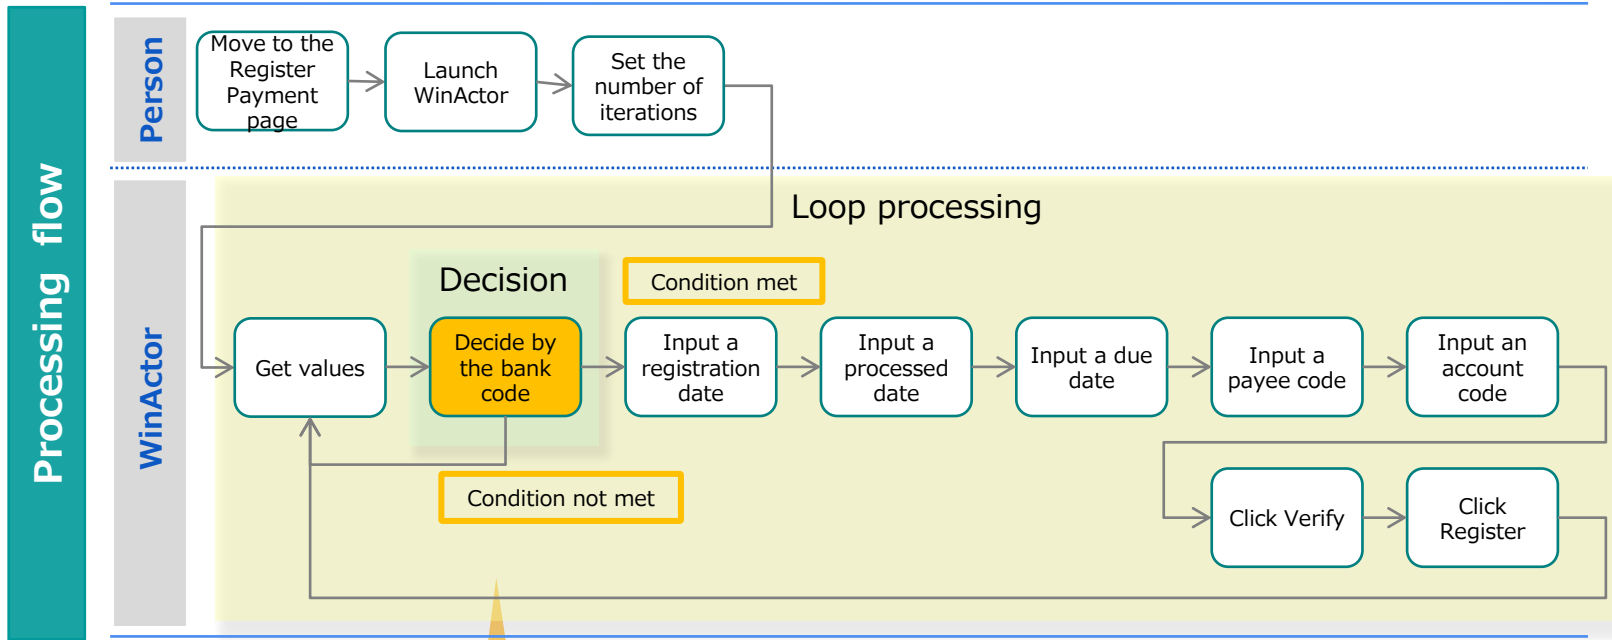 Processing flow
Person
Move to the
Register
Payment
page
Launch
WinActor
Set the
number of
iterations
WinActor
Loop processing
Decision
Condition met
Get values
Decide by
the bank
code
Input a
registration
date
Input a
processed
date
Input a due
date
Input a
payee code
Input an
account
code
Condition not met
Click Verify
Click
Register